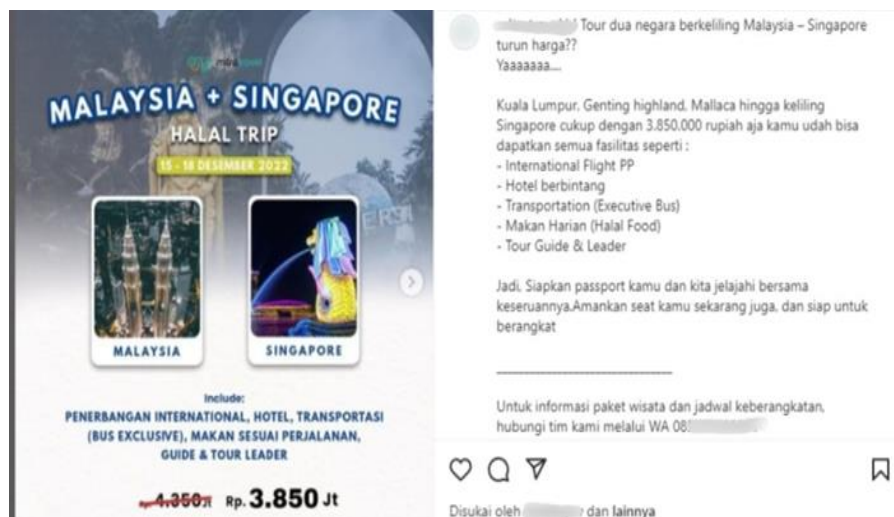 MALAYSIA + SINGAPORE
HALAL TRIP
15 - 18 DESEMBER 2022
MALAYSIA
SINGAPORE
Include:
PENERBANGAN INTERNATIONAL, HOTEL, TRANSPORTASI
(BUS EXCLUSIVE), MAKAN SESUAI PERJALANAN,
GUIDE & TOUR LEADER
Rp. 4.350 Jt Rp. 3.850 Jt
Tour dua negara berkeliling Malaysia – Singapore
turun harga??
Yaaaaaaa....
Kuala Lumpur, Genting highland, Mallaca hingga keliling
Singapore cukup dengan 3.850.000 rupiah aja kamu udah bisa
dapatkan semua fasilitas seperti :
- International Flight PP
- Hotel berbintang
- Transportation (Executive Bus)
- Makan Harian (Halal Food)
- Tour Guide & Leader
Jadi, Siapkan passport kamu dan kita jelajahi bersama
keseruannya.Amankan seat kamu sekarang juga, dan siap untuk
berangkat
Untuk informasi paket wisata dan jadwal keberangkatan,
hubungi tim kami melalui WA 08
Disukai oleh dan lainnya